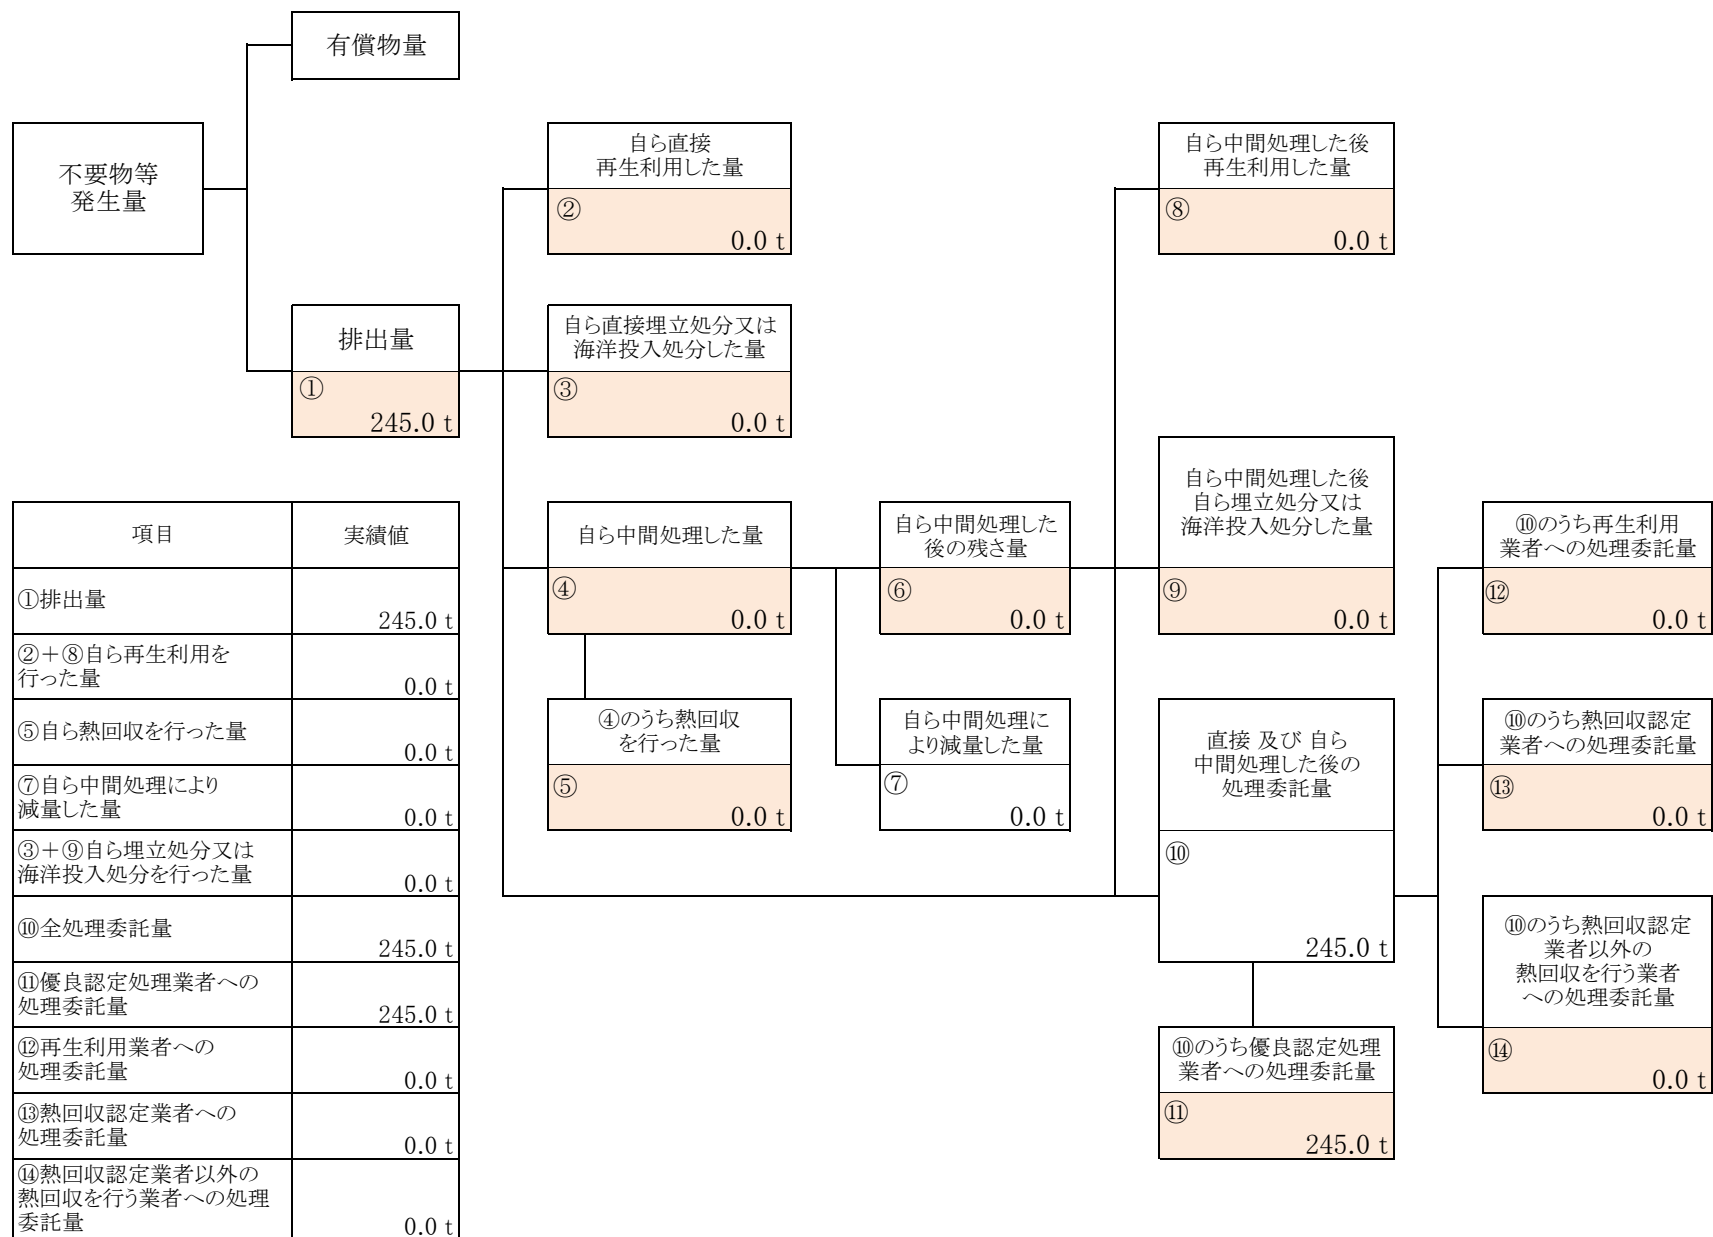 有償物量
不要物等
発生量
自ら直接
再生利用した量
②
0.0 t
自ら中間処理した後
再生利用した量
⑧
0.0 t
排出量
①
245.0 t
自ら直接埋立処分又は
海洋投入処分した量
③
0.0 t
自ら中間処理した量
④
0.0 t
自ら中間処理した
後の残さ量
⑥
0.0 t
自ら中間処理した後
自ら埋立処分又は
海洋投入処分した量
⑨
0.0 t
⑩のうち再生利用
業者への処理委託量
⑫
0.0 t
④のうち熱回収
を行った量
⑤
0.0 t
自ら中間処理に
より減量した量
⑦
0.0 t
直接 及び 自ら
中間処理した後の
処理委託量
⑩
245.0 t
⑩のうち熱回収認定
業者への処理委託量
⑬
0.0 t
⑩のうち熱回収認定
業者以外の
熱回収を行う業者
への処理委託量
⑭
0.0 t
⑩のうち優良認定処理
業者への処理委託量
⑪
245.0 t
項目
実績値
①排出量
245.0 t
②＋⑧自ら再生利用を
行った量
0.0 t
⑤自ら熱回収を行った量
0.0 t
⑦自ら中間処理により
減量した量
0.0 t
③＋⑨自ら埋立処分又は
海洋投入処分を行った量
0.0 t
⑩全処理委託量
245.0 t
⑪優良認定処理業者への
処理委託量
245.0 t
⑫再生利用業者への
処理委託量
0.0 t
⑬熱回収認定業者への
処理委託量
0.0 t
⑭熱回収認定業者以外の
熱回収を行う業者への処理
委託量
0.0 t